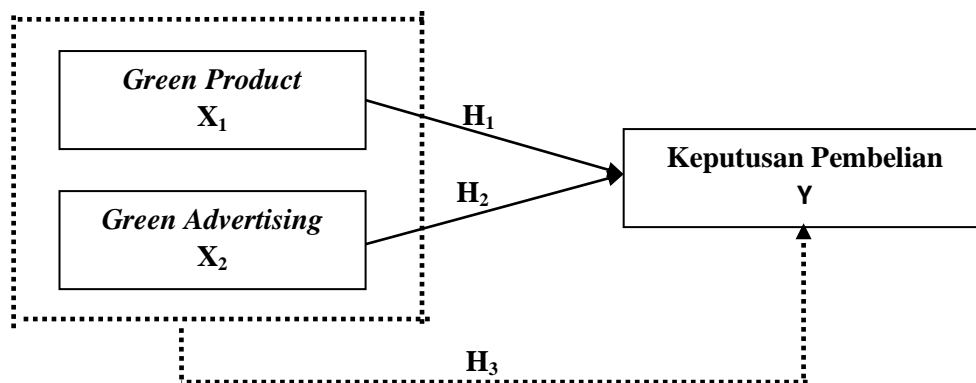 Green Product
X₁
H₁
Keputusan Pembelian
Y
Green Advertising
X₂
H₂
H₃